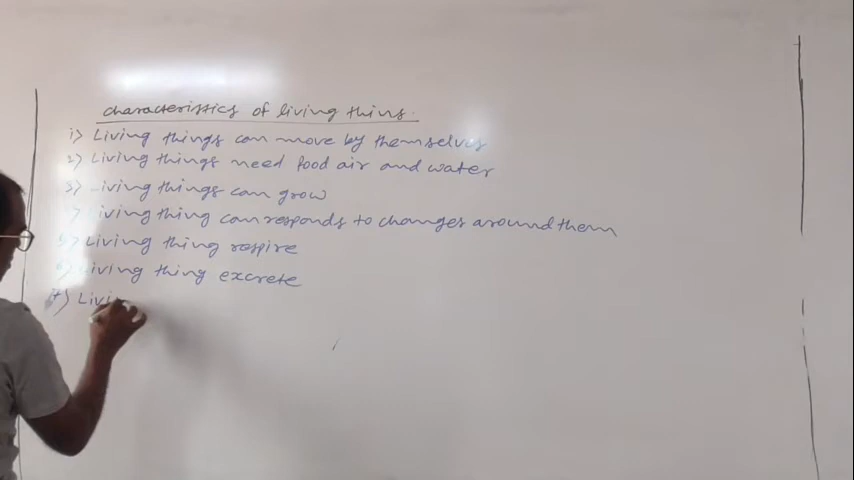 characteristics of living thins.
1) Living things can move by themselves
2) Living things need food air and water
3) Living things can grow
) Living thing can responds to changes around them
5) Living thing respire
6) Living thing excrete
7) Livi